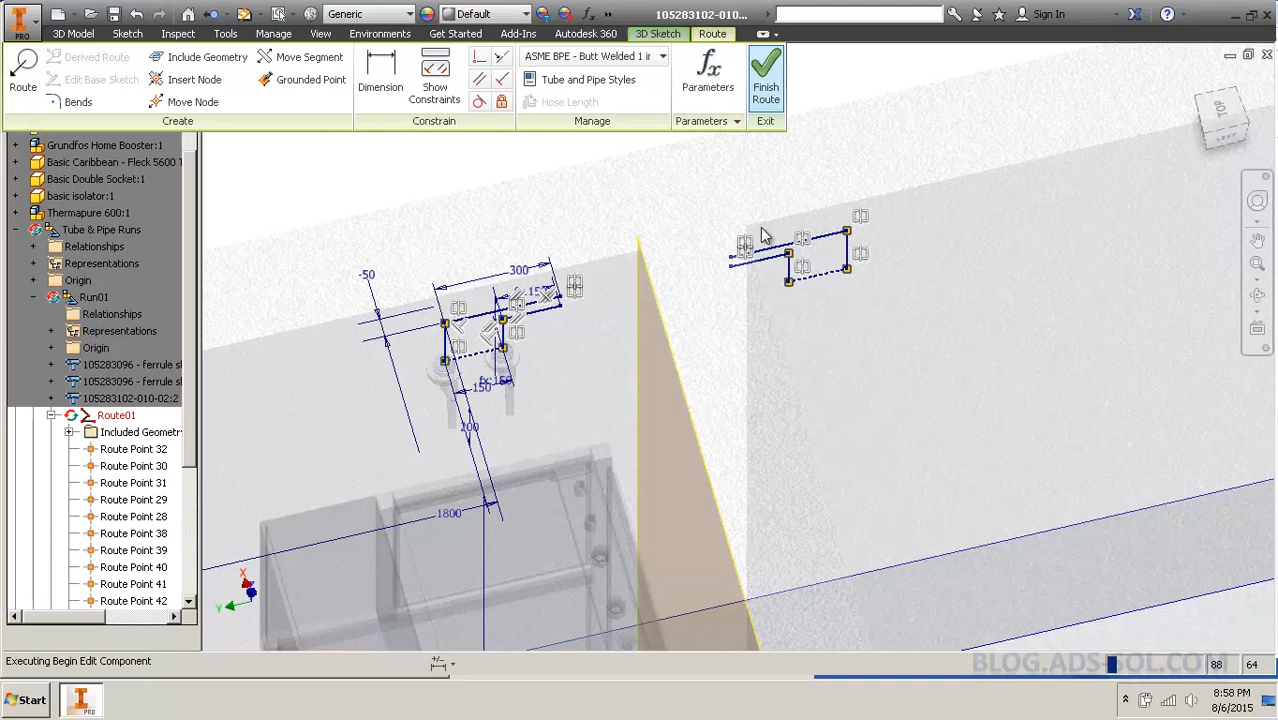 PRO
Generic
Default
105283102-010...
Sign In
3D Model
Sketch
Inspect
Tools
Manage
View
Environments
Get Started
Add-Ins
Autodesk 360
3D Sketch
Route
Route
Derived Route
Edit Base Sketch
Bends
Include Geometry
Insert Node
Move Node
Move Segment
Grounded Point
Dimension
Show
Constraints
ASME BPE - Butt Welded 1 in
Tube and Pipe Styles
Hose Length
fx
Parameters
Finish
Route
Create
Constrain
Manage
Parameters
Exit
Grundfos Home Booster:1
Basic Caribbean - Fleck 5600 T
Basic Double Socket:1
basic isolator:1
Thermapure 600:1
Tube & Pipe Runs
Relationships
Representations
Origin
Run01
Relationships
Representations
Origin
105283096 - ferrule sl
105283096 - ferrule sl
105283102-010-02:2
Route01
Included Geometr
Route Point 32
Route Point 30
Route Point 31
Route Point 29
Route Point 28
Route Point 38
Route Point 39
Route Point 40
Route Point 41
Route Point 42
TOP
LEFT
-50
300
150
200
1800
X
Y
Executing Begin Edit Component
88
64
BLOG.ADS-SOL.COM
Start
PRO
8:58 PM
8/6/2015